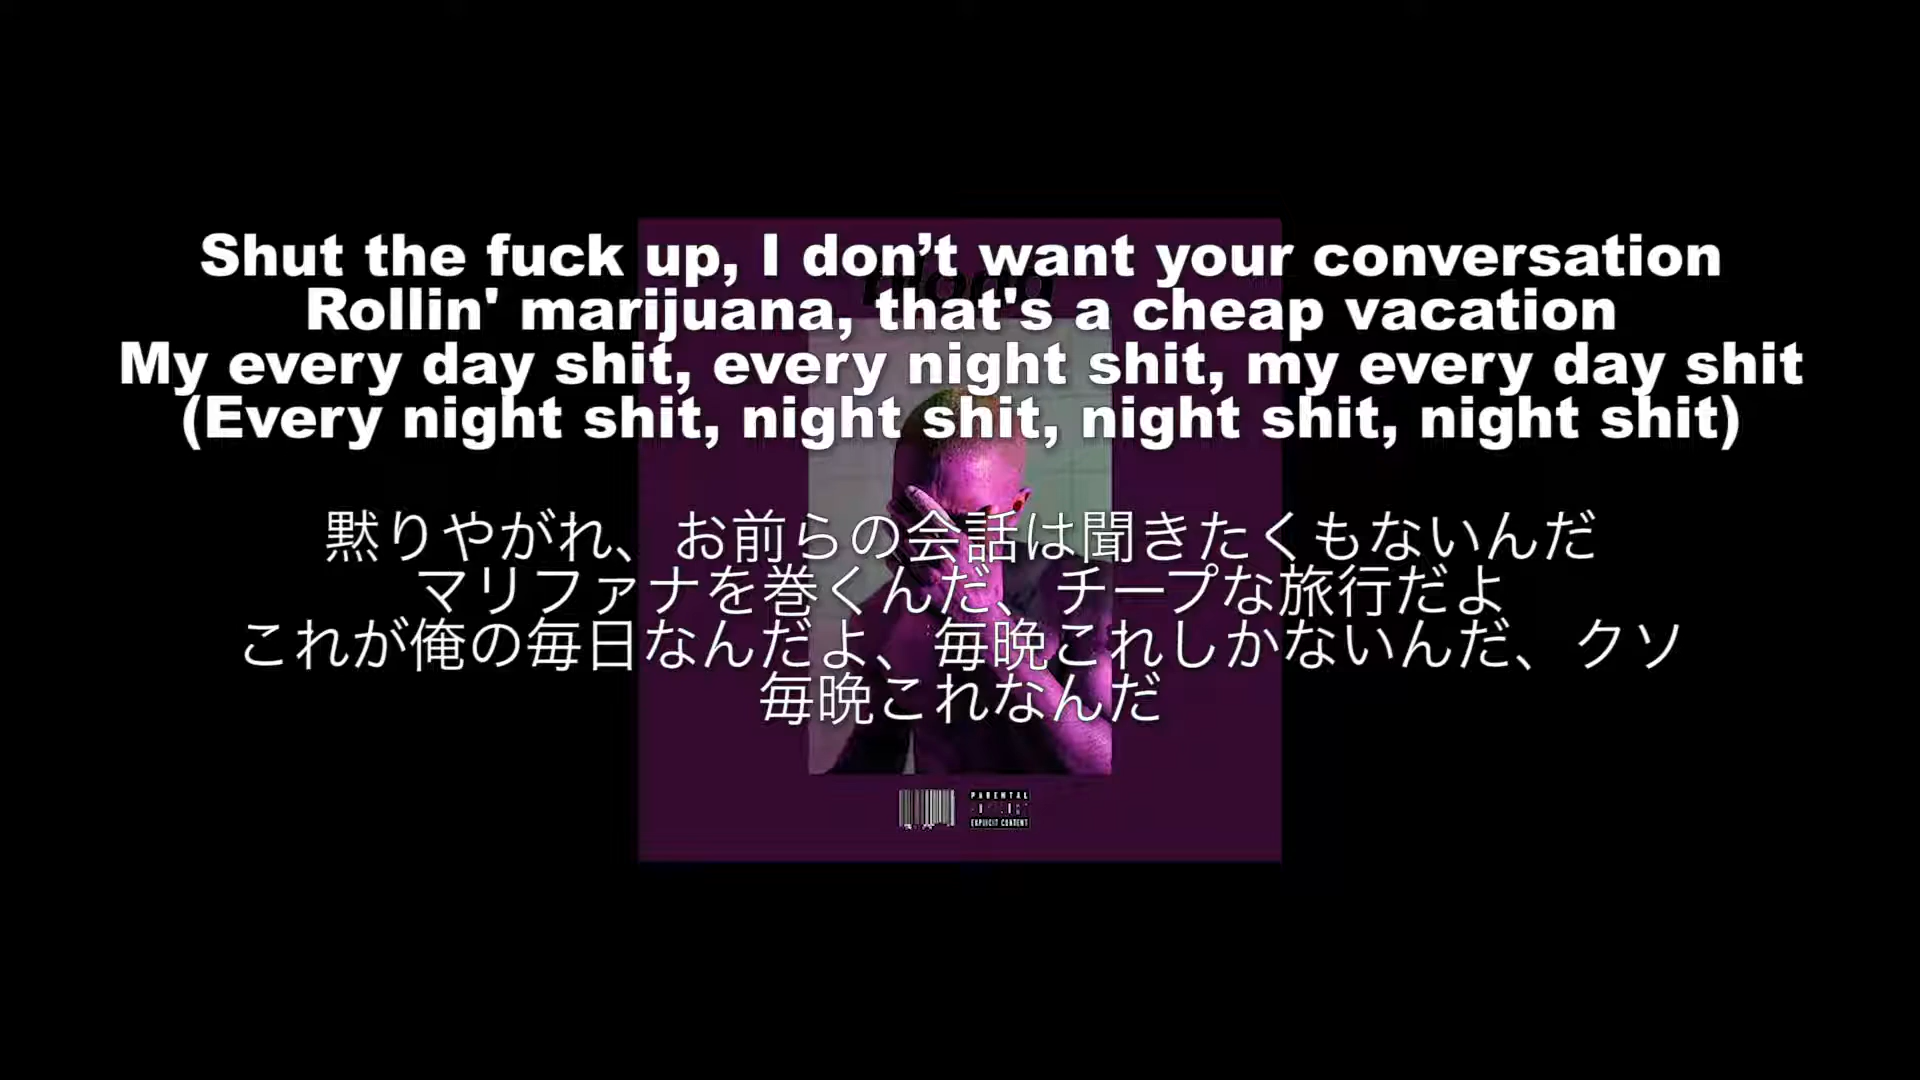 Shut the fuck up, I don’t want your conversation
Rollin' marijuana, that's a cheap vacation
My every day shit, every night shit, my every day shit
(Every night shit, night shit, night shit, night shit)
黙りやがれ、お前らの会話は聞きたくもないんだ
マリファナを巻くんだ、チープな旅行だよ
これが俺の毎日なんだよ、毎晩これしかないんだ、クソ
毎晩これなんだ
PARENTAL
EXPLICIT CONTENT